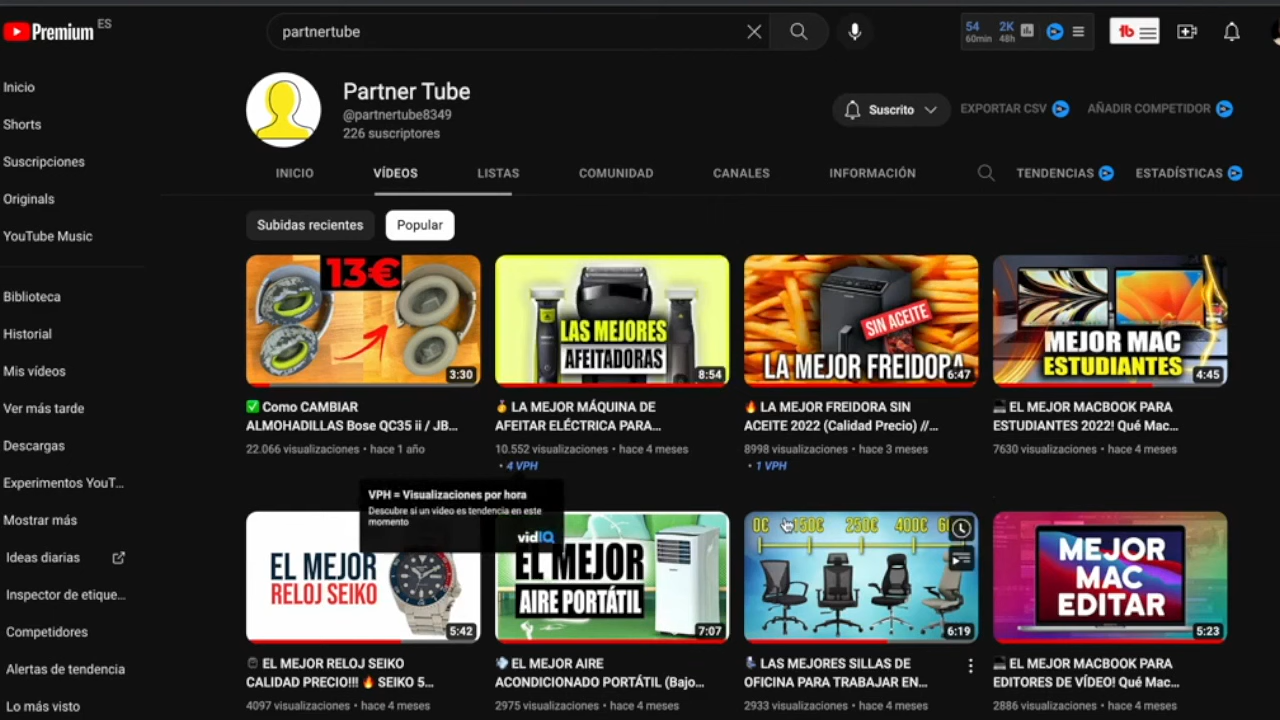 Premium ES
partnertube
54 2K
60min 48h
Inicio
Shorts
Suscripciones
Originals
YouTube Music
Biblioteca
Historial
Mis vídeos
Ver más tarde
Descargas
Experimentos YouT...
Mostrar más
Ideas diarias
Inspector de etique...
Competidores
Alertas de tendencia
Lo más visto
Partner Tube
@partnertube8349
226 suscriptores
Suscrito
EXPORTAR CSV
AÑADIR COMPETIDOR
INICIO VÍDEOS LISTAS COMUNIDAD CANALES INFORMACIÓN TENDENCIAS ESTADÍSTICAS
Subidas recientes Popular
13€
3:30
✅ Como CAMBIAR
ALMOHADILLAS Bose QC35 ii / JB...
22.066 visualizaciones • hace 1 año
LAS MEJORES
AFEITADORAS
8:54
🥇 LA MEJOR MÁQUINA DE
AFEITAR ELÉCTRICA PARA...
10.552 visualizaciones • hace 4 meses
• 4 VPH
SIN ACEITE
LA MEJOR FREIDORA
6:47
🔥 LA MEJOR FREIDORA SIN
ACEITE 2022 (Calidad Precio) //...
8998 visualizaciones • hace 3 meses
• 1 VPH
MEJOR MAC
ESTUDIANTES
4:45
💻 EL MEJOR MACBOOK PARA
ESTUDIANTES 2022! Qué Mac...
7630 visualizaciones • hace 4 meses
VPH = Visualizaciones por hora
Descubre si un vídeo es tendencia en este
momento
vidIQ
EL MEJOR
RELOJ SEIKO
5:42
EL MEJOR RELOJ SEIKO
CALIDAD PRECIO!!! 🔥 SEIKO 5...
4097 visualizaciones • hace 4 meses
EL MEJOR
AIRE PORTÁTIL
7:07
💨 EL MEJOR AIRE
ACONDICIONADO PORTÁTIL (Bajo...
2975 visualizaciones • hace 4 meses
0€ 150€ 250€ 400€
6:19
💺 LAS MEJORES SILLAS DE
OFICINA PARA TRABAJAR EN...
2933 visualizaciones • hace 4 meses
MEJOR
MAC
EDITAR
5:23
💻 EL MEJOR MACBOOK PARA
EDITORES DE VÍDEO! Qué Mac...
2886 visualizaciones • hace 4 meses